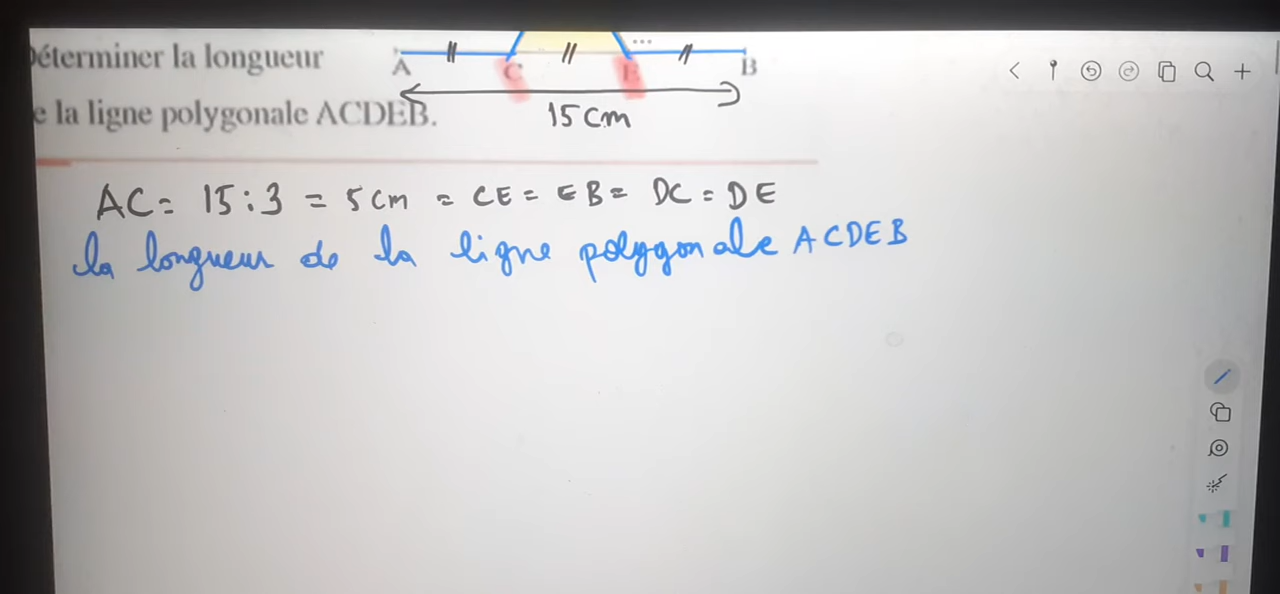 Déterminer la longueur
A C E B
e la ligne polygonale ACDEB.
15 cm
AC = 15 : 3 = 5 cm = CE = EB = DC = DE
la longueur de la ligne polygonale ACDEB